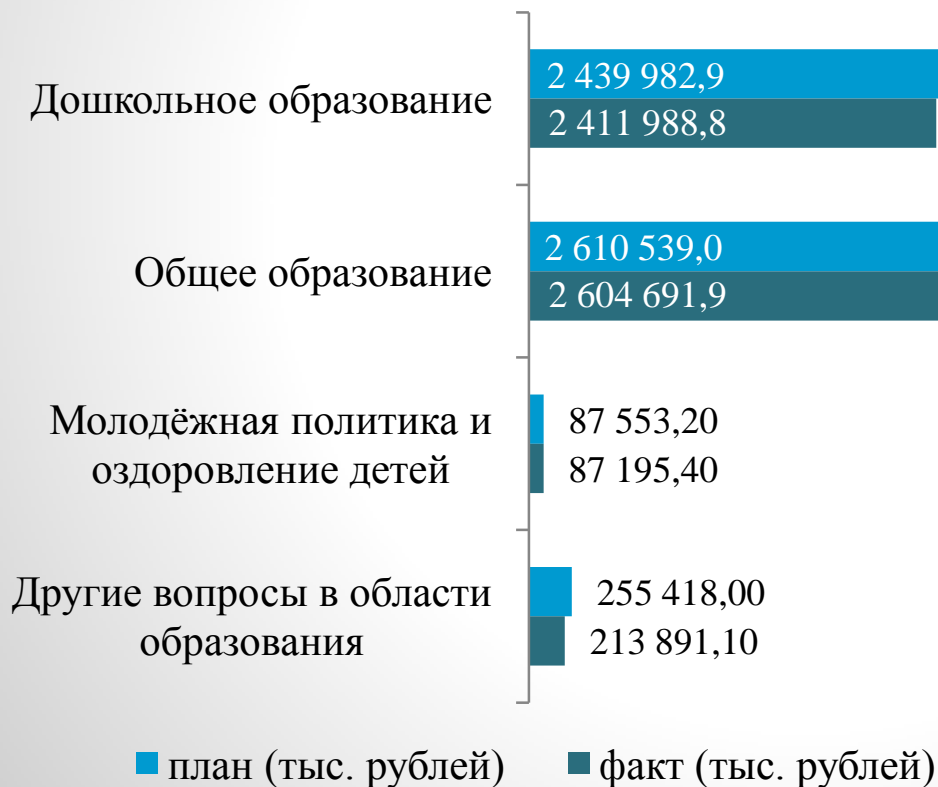 Дошкольное образование
2 439 982,9
2 411 988,8
Общее образование
2 610 539,0
2 604 691,9
Молодёжная политика и
оздоровление детей
87 553,20
87 195,40
Другие вопросы в области
образования
255 418,00
213 891,10
план (тыс. рублей)
факт (тыс. рублей)